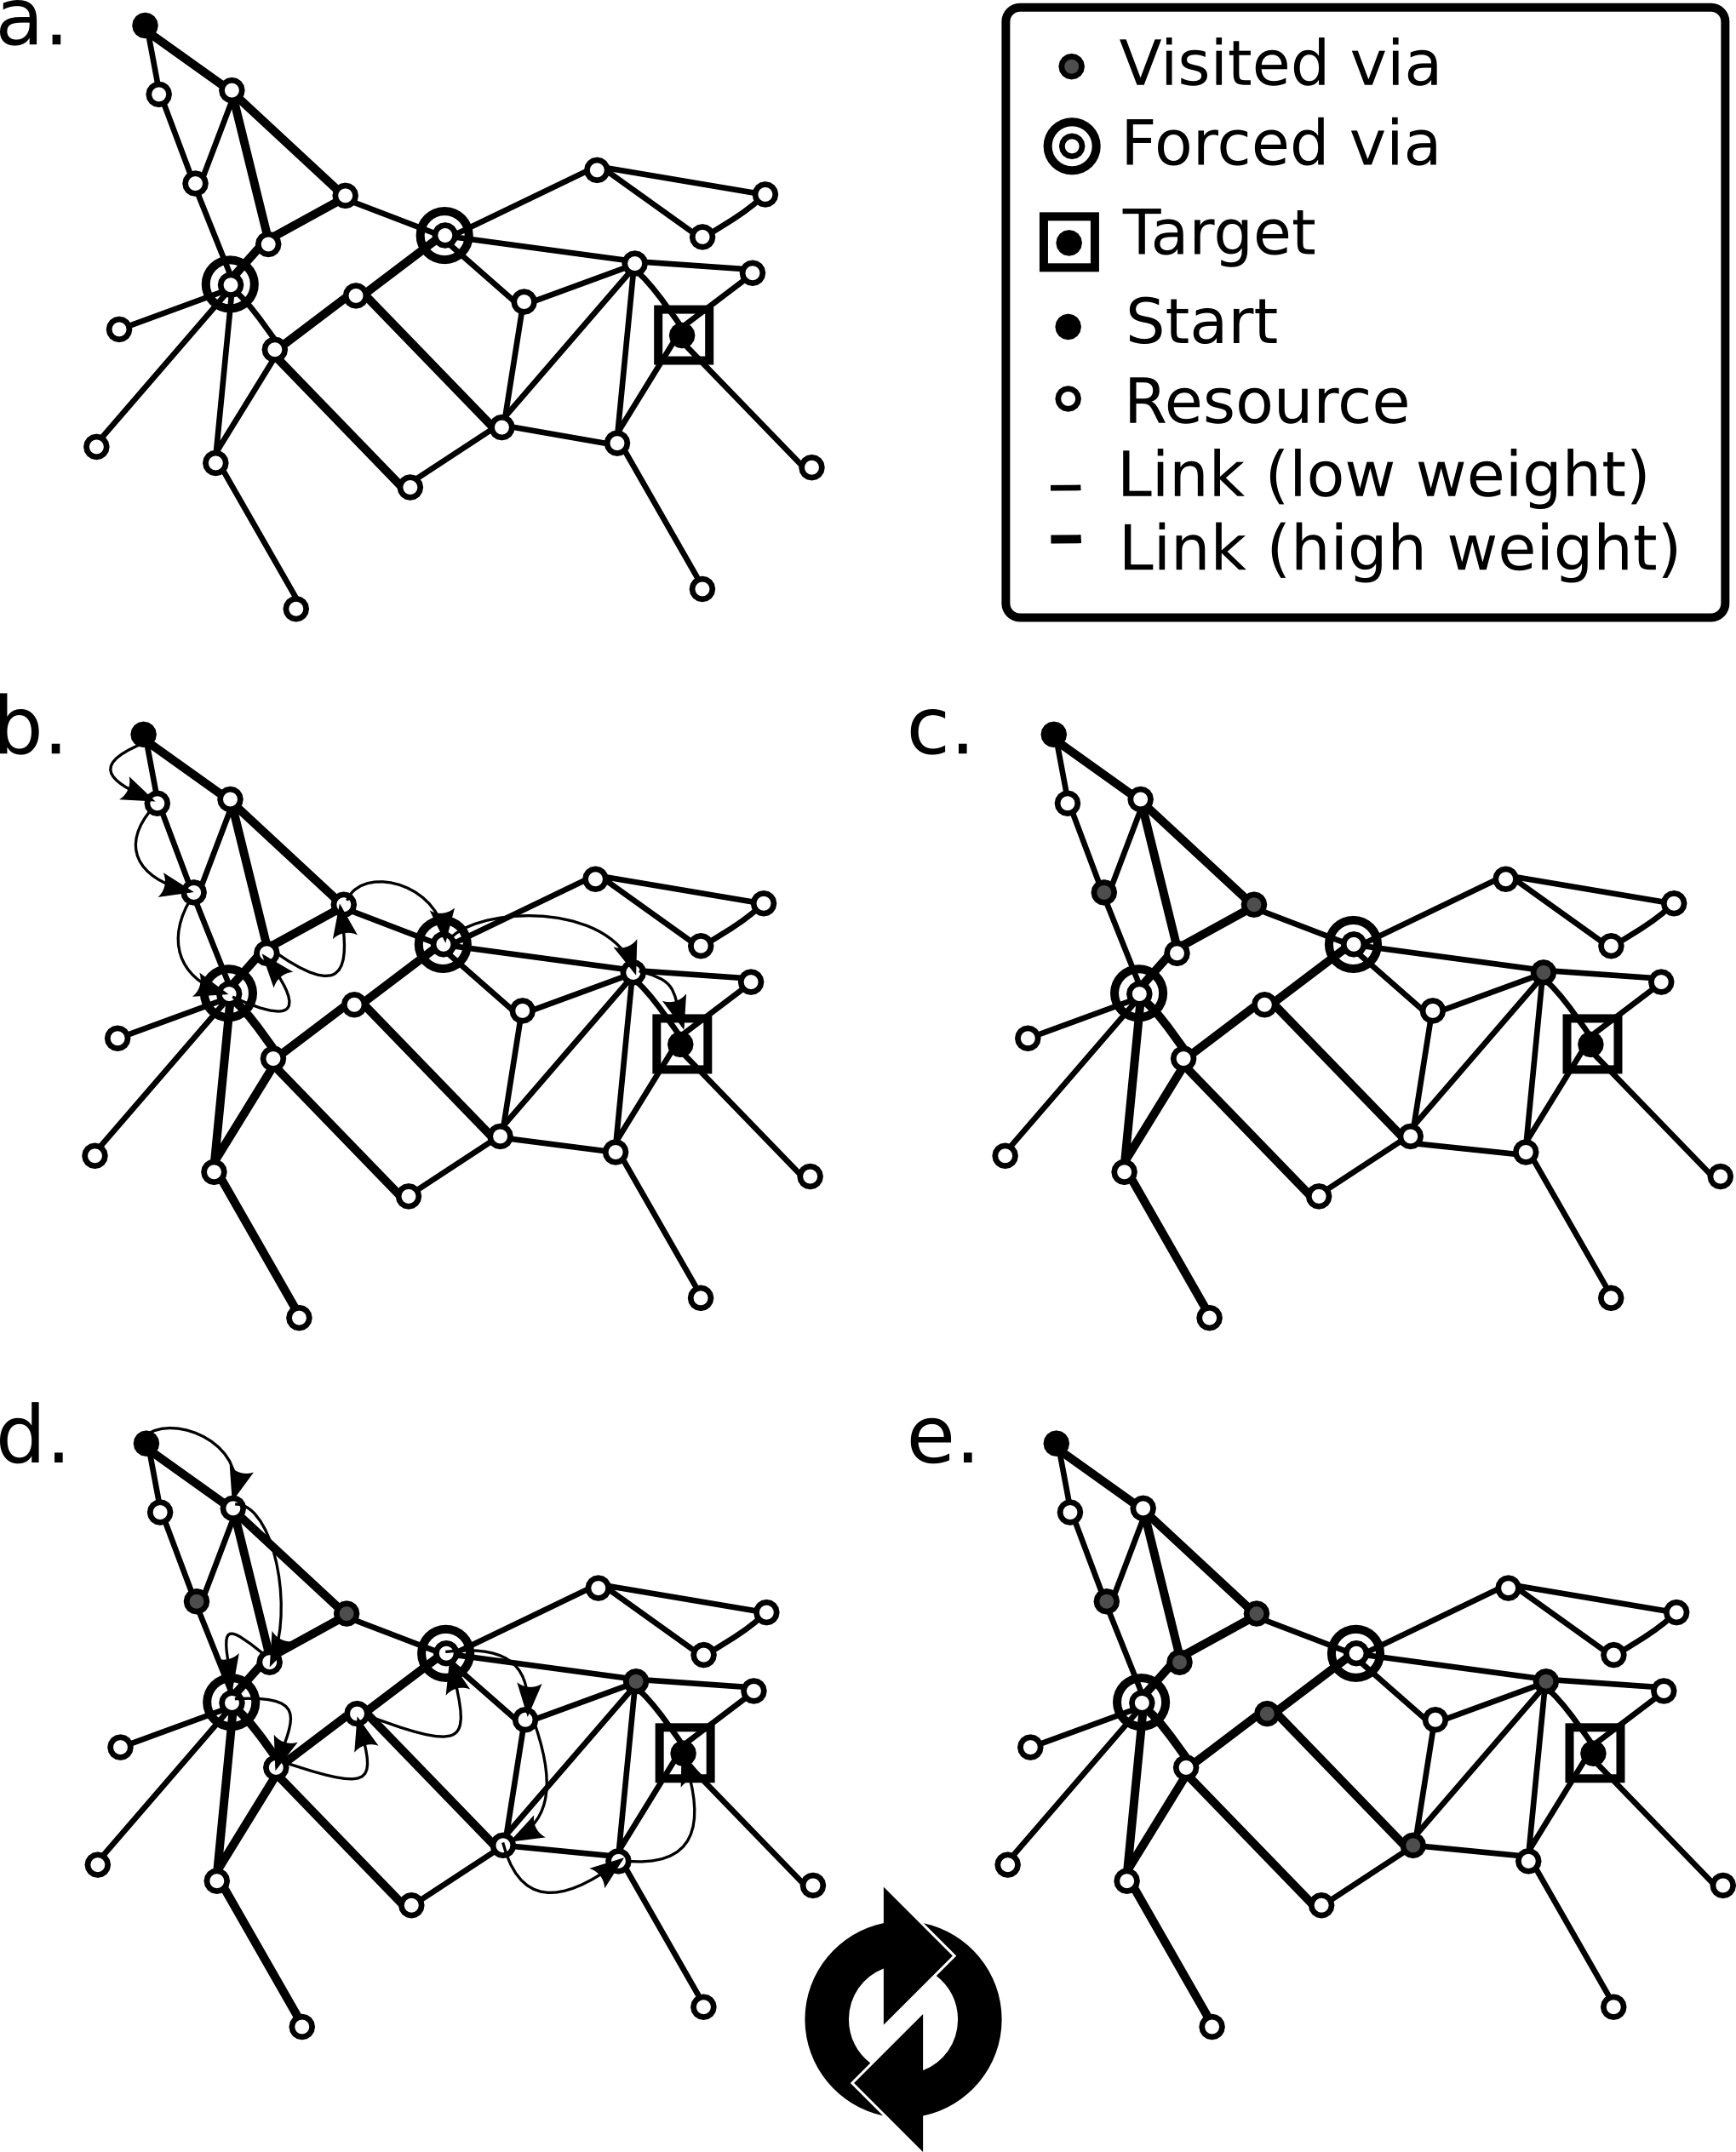 a.
Visited via
Forced via
Target
Start
Resource
Link (low weight)
Link (high weight)
b.
c.
d.
e.